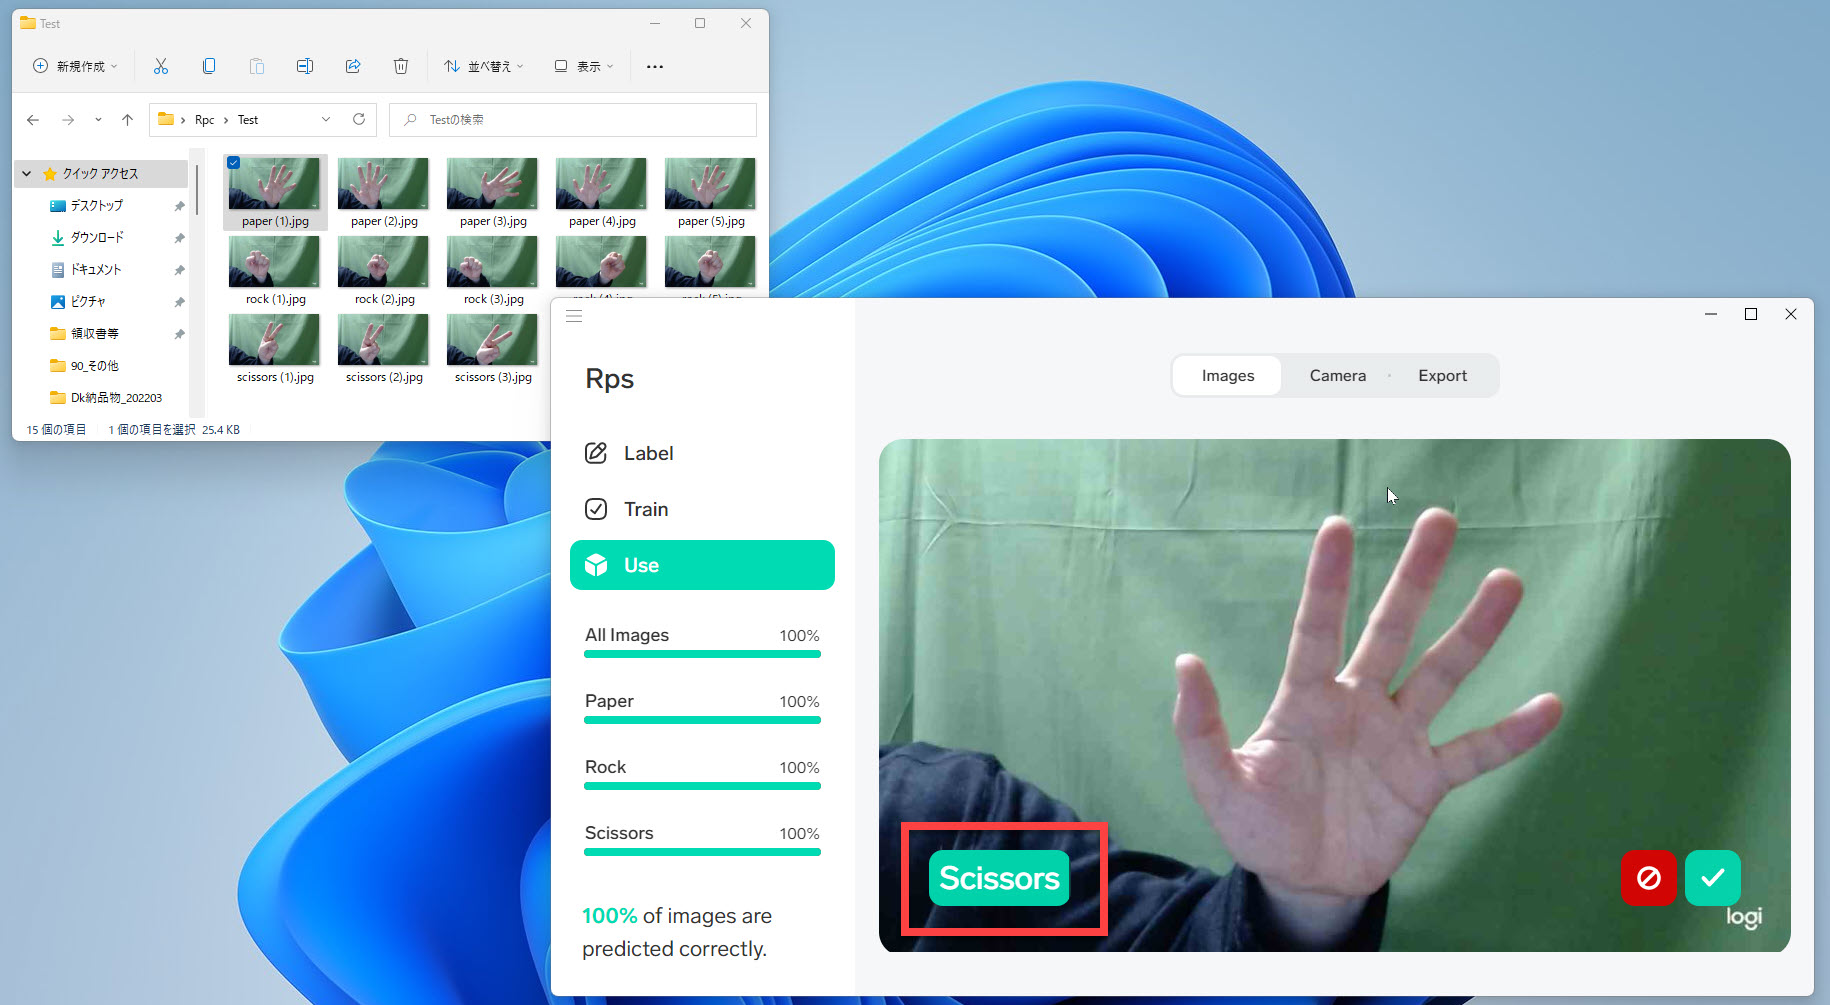 Test
新規作成
並べ替え
表示
Rpc
Test
Testの検索
クイック アクセス
デスクトップ
ダウンロード
ドキュメント
ピクチャ
領収書等
90_その他
Dk納品物_202203
paper (1).jpg
paper (2).jpg
paper (3).jpg
paper (4).jpg
paper (5).jpg
rock (1).jpg
rock (2).jpg
rock (3).jpg
scissors (1).jpg
scissors (2).jpg
scissors (3).jpg
15 個の項目
1 個の項目を選択 25.4 KB
Rps
Label
Train
Use
All Images 100%
Paper 100%
Rock 100%
Scissors 100%
100% of images are
predicted correctly.
Images
Camera
Export
Scissors
logi